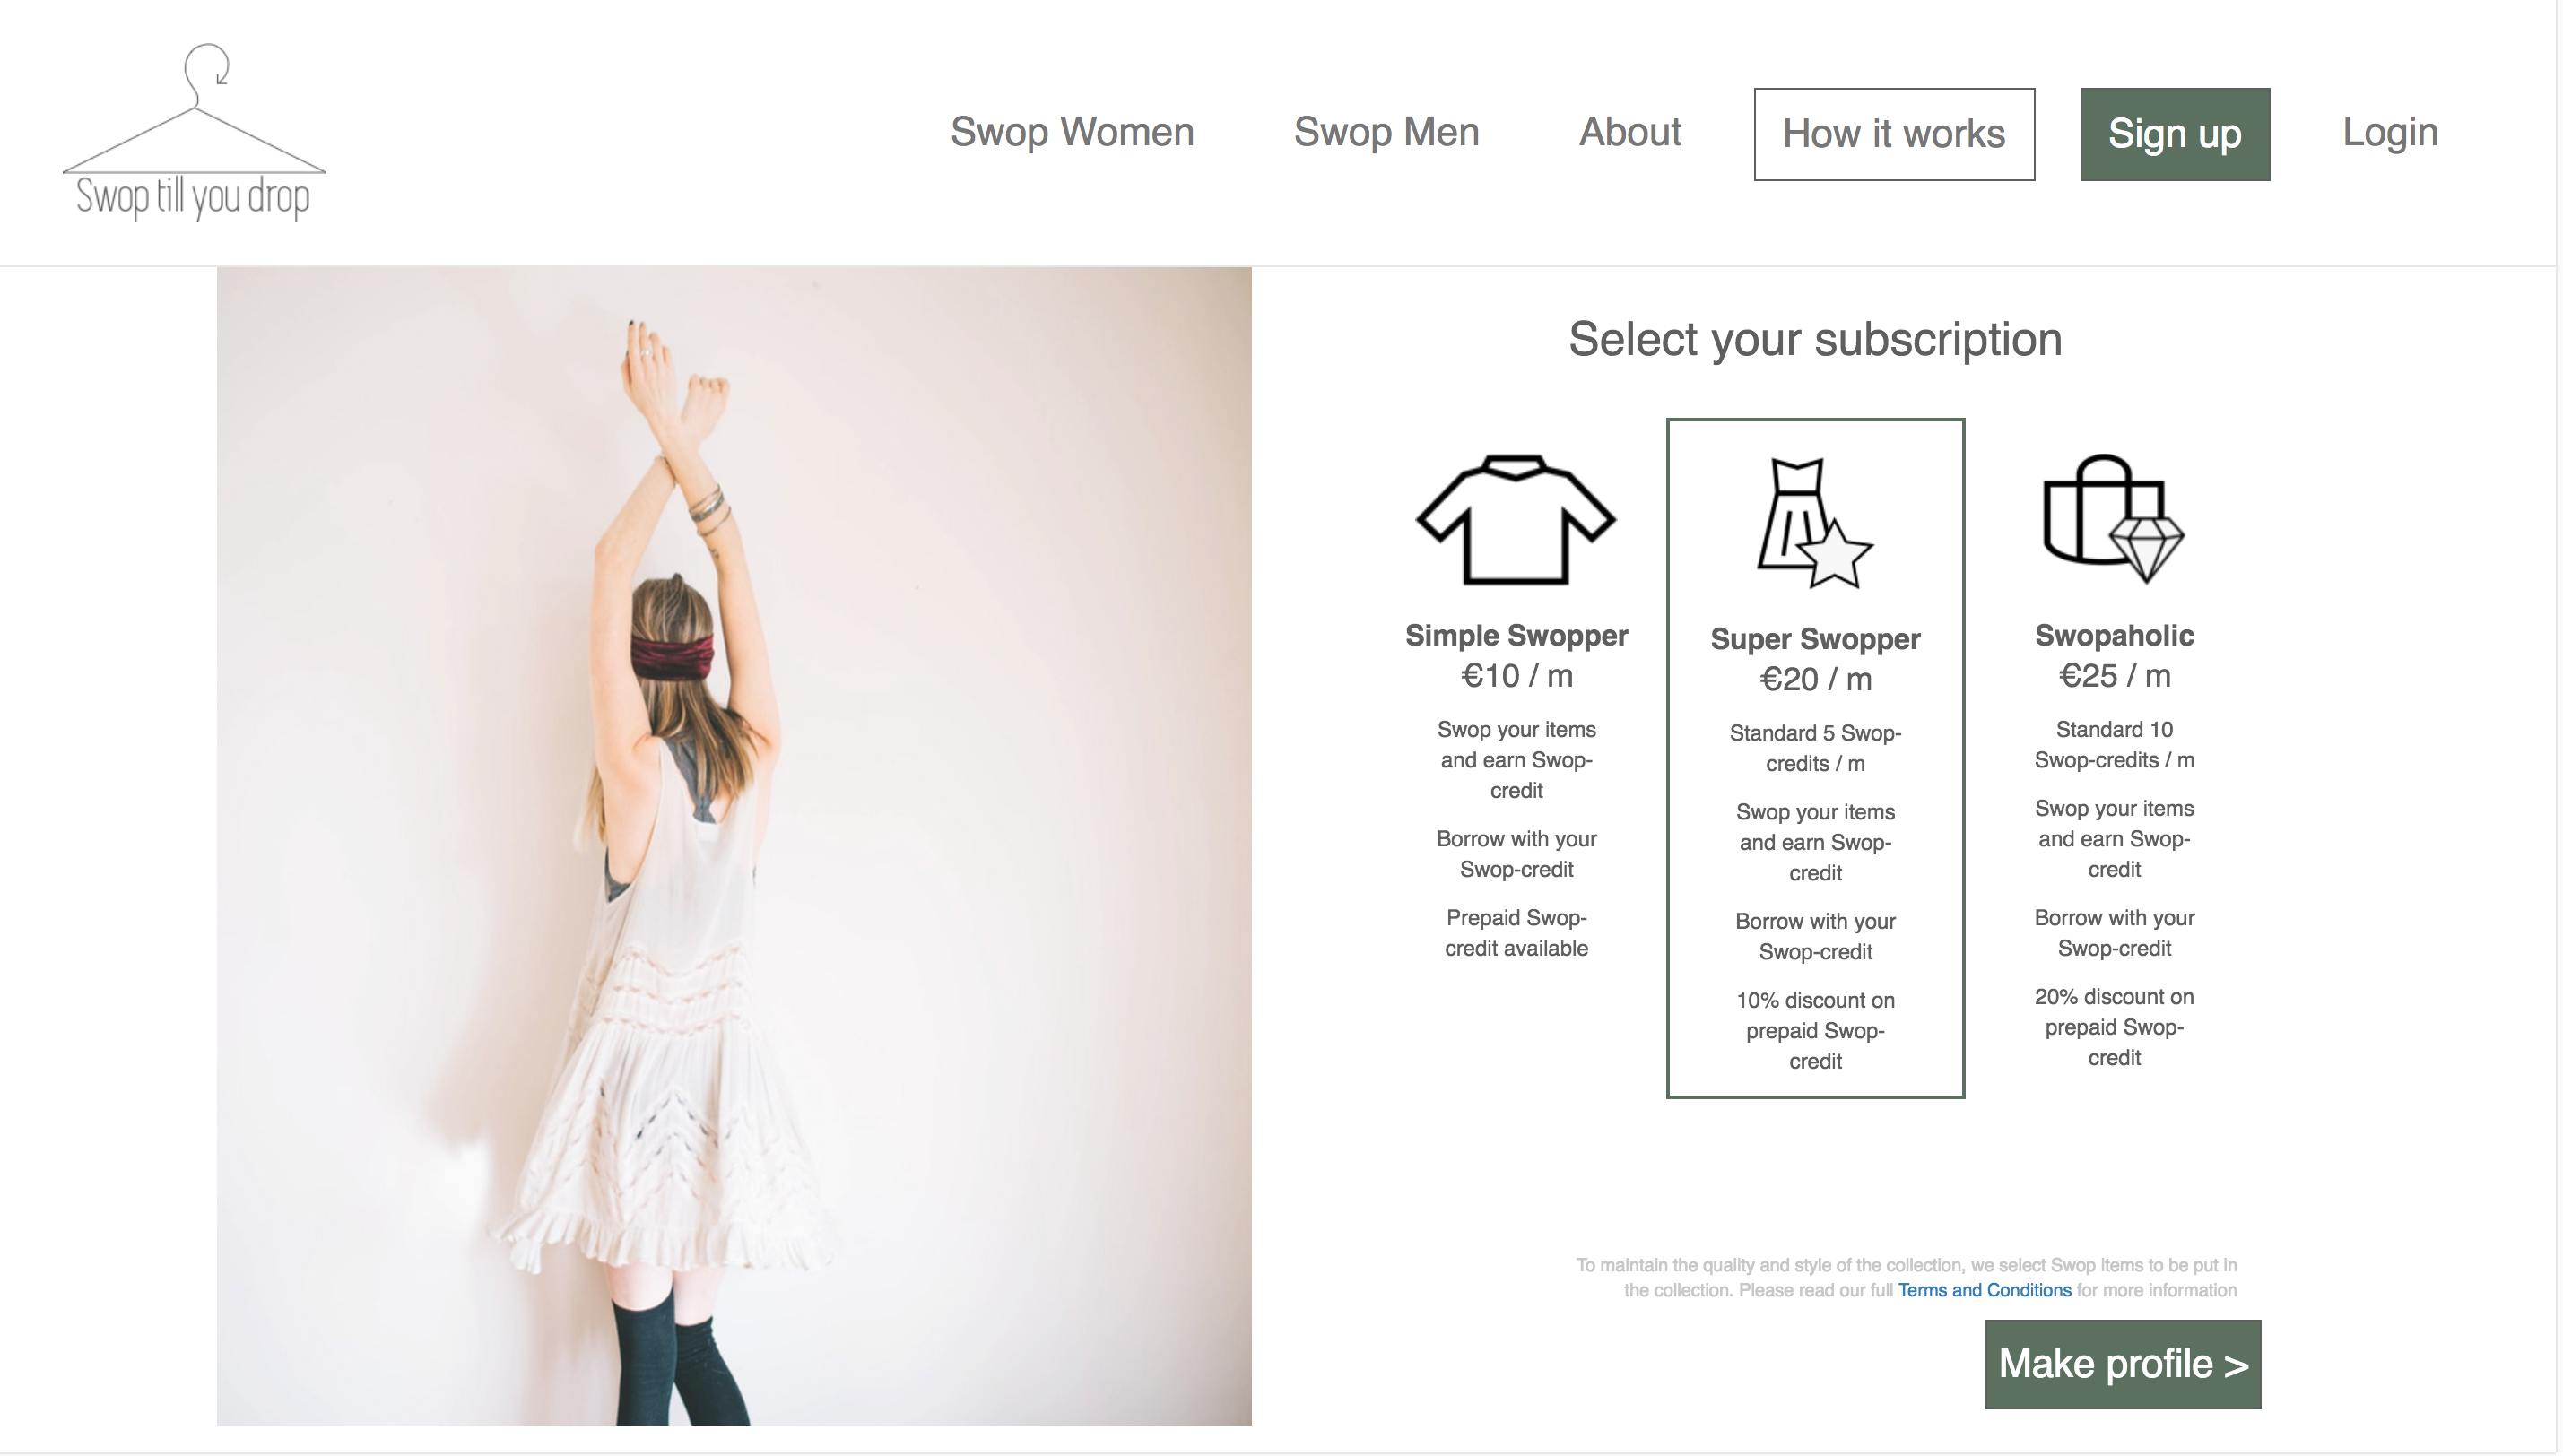 Swop till you drop
Swop Women
Swop Men
About
How it works
Sign up
Login
Select your subscription
Simple Swopper
€10 / m
Swop your items
and earn Swop-
credit
Borrow with your
Swop-credit
Prepaid Swop-
credit available
Super Swopper
€20 / m
Standard 5 Swop-
credits / m
Swop your items
and earn Swop-
credit
Borrow with your
Swop-credit
10% discount on
prepaid Swop-
credit
Swopaholic
€25 / m
Standard 10
Swop-credits / m
Swop your items
and earn Swop-
credit
Borrow with your
Swop-credit
20% discount on
prepaid Swop-
credit
To maintain the quality and style of the collection, we select Swop items to be put in
the collection. Please read our full Terms and Conditions for more information
Make profile >